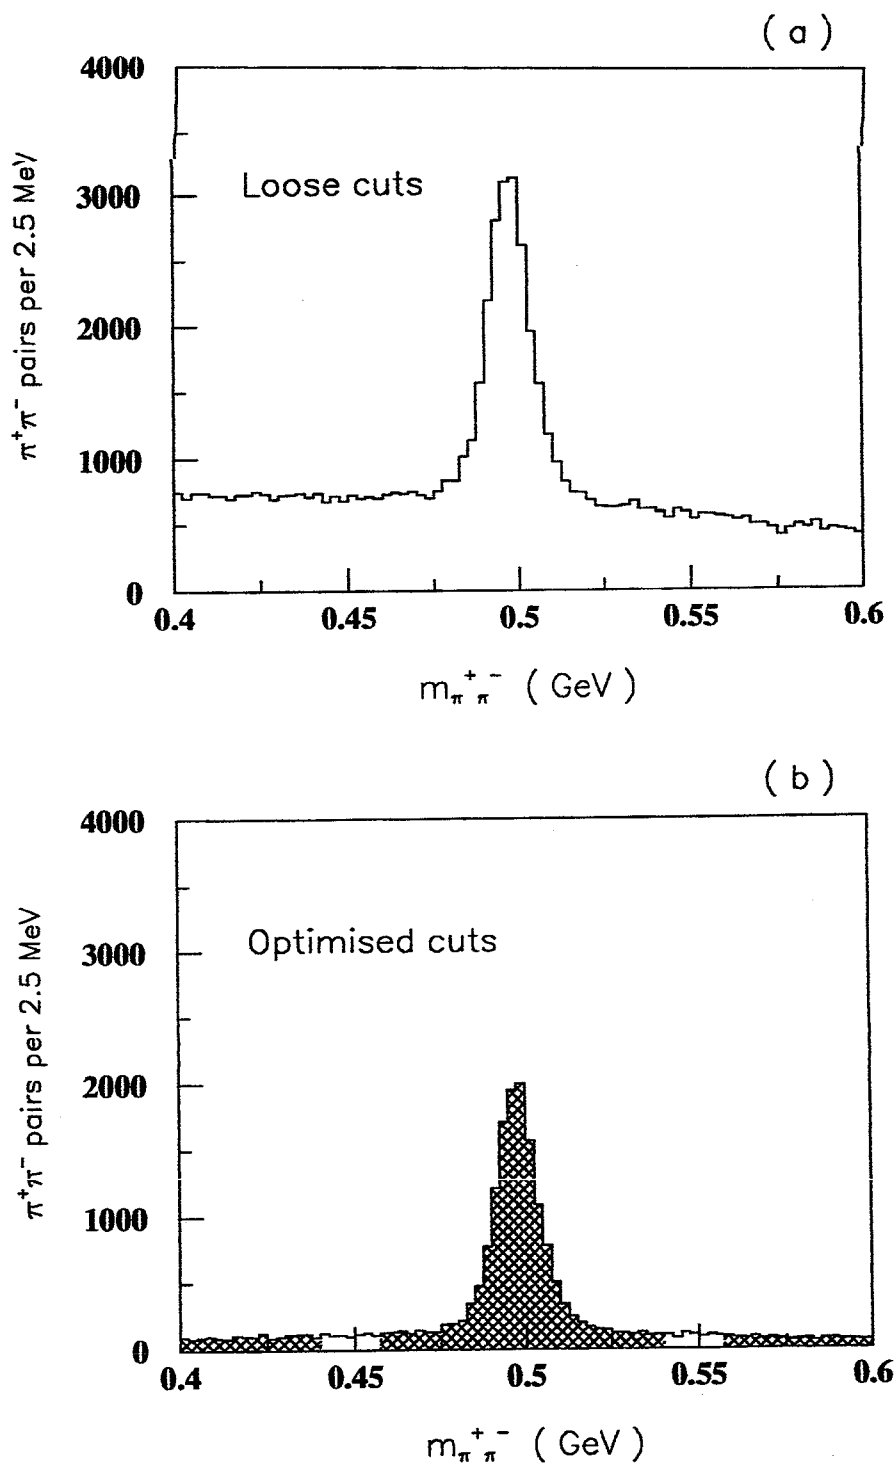 ( a )
4000
3000
2000
1000
0
π⁺π⁻ pairs per 2.5 MeV
Loose cuts
0.4 0.45 0.5 0.55 0.6
m π⁺π⁻ ( GeV )
( b )
4000
3000
2000
1000
0
π⁺π⁻ pairs per 2.5 MeV
Optimised cuts
0.4 0.45 0.5 0.55 0.6
m π⁺π⁻ ( GeV )